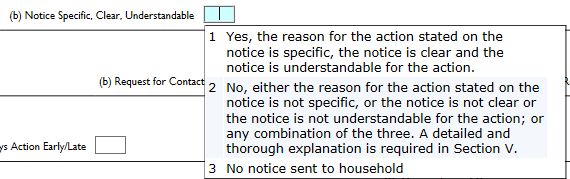 (b) Notice Specific, Clear, Understandable
1 Yes, the reason for the action stated on the
notice is specific, the notice is clear and the
notice is understandable for the action.
(b) Request for Contact
2 No, either the reason for the action stated on the
notice is not specific, or the notice is not clear or
the notice is not understandable for the action; or
any combination of the three. A detailed and
thorough explanation is required in Section V.
ys Action Early/Late
3 No notice sent to household